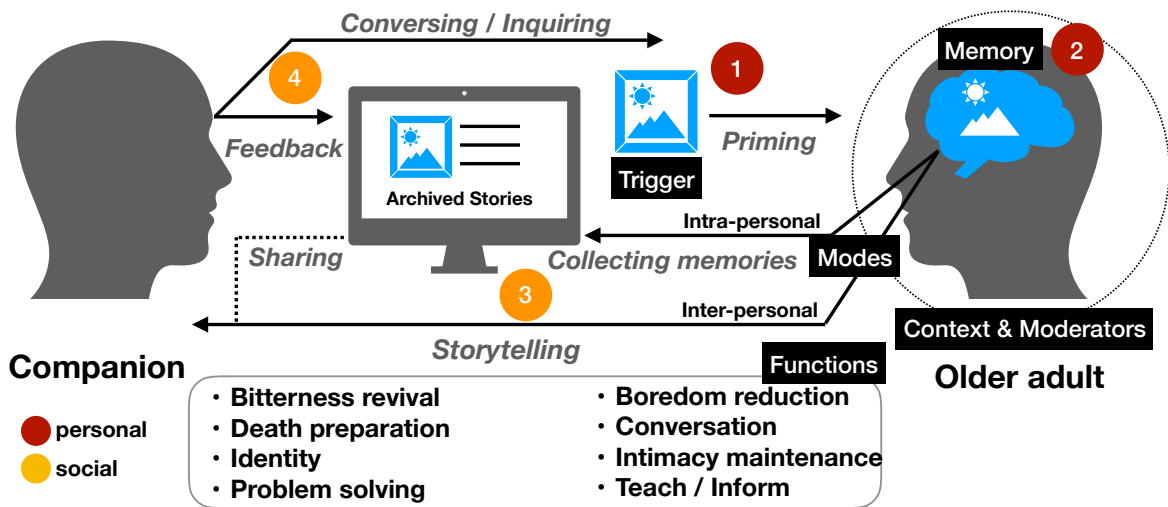 Conversing / Inquiring
1
Memory
2
4
Feedback
Priming
Trigger
Archived Stories
Intra-personal
Sharing
Collecting memories
Modes
3
Inter-personal
Context & Moderators
Storytelling
Companion
Functions
Older adult
· Bitterness revival
· Death preparation
· Identity
· Problem solving
· Boredom reduction
· Conversation
· Intimacy maintenance
· Teach / Inform
personal
social